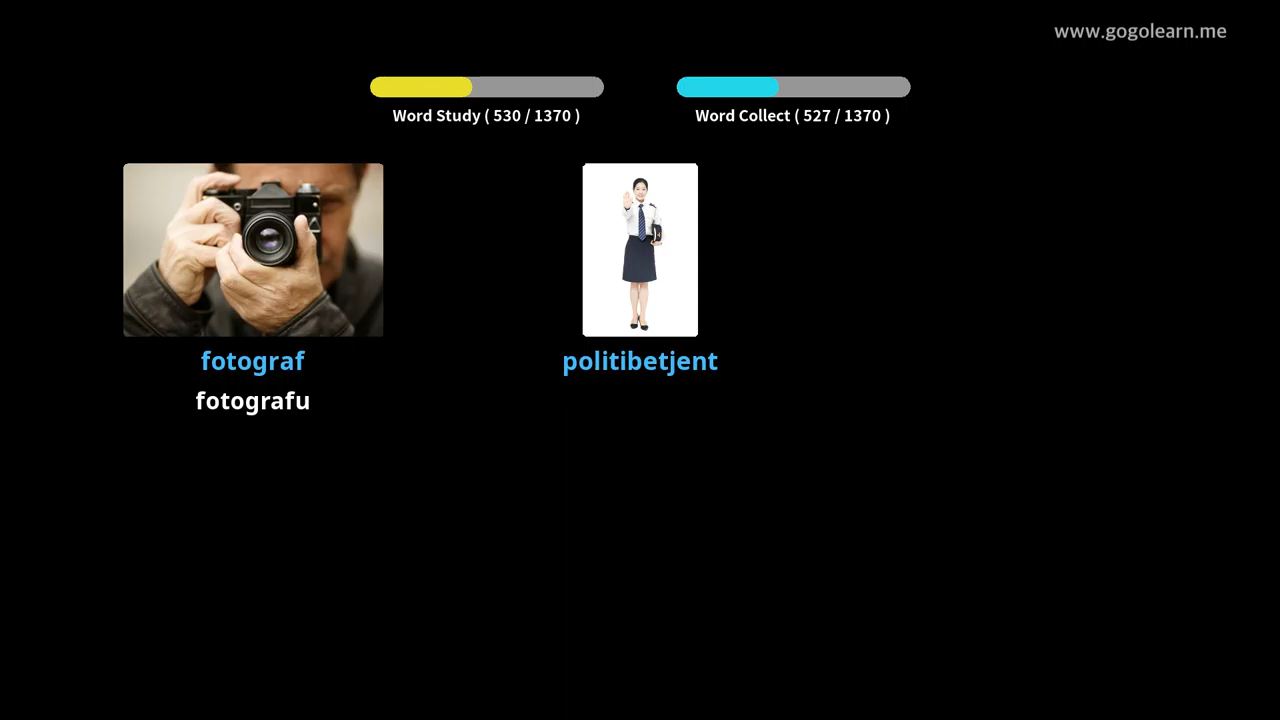 www.gogolearn.me
Word Study ( 530 / 1370 )
Word Collect ( 527 / 1370 )
fotograf
politibetjent
fotografu